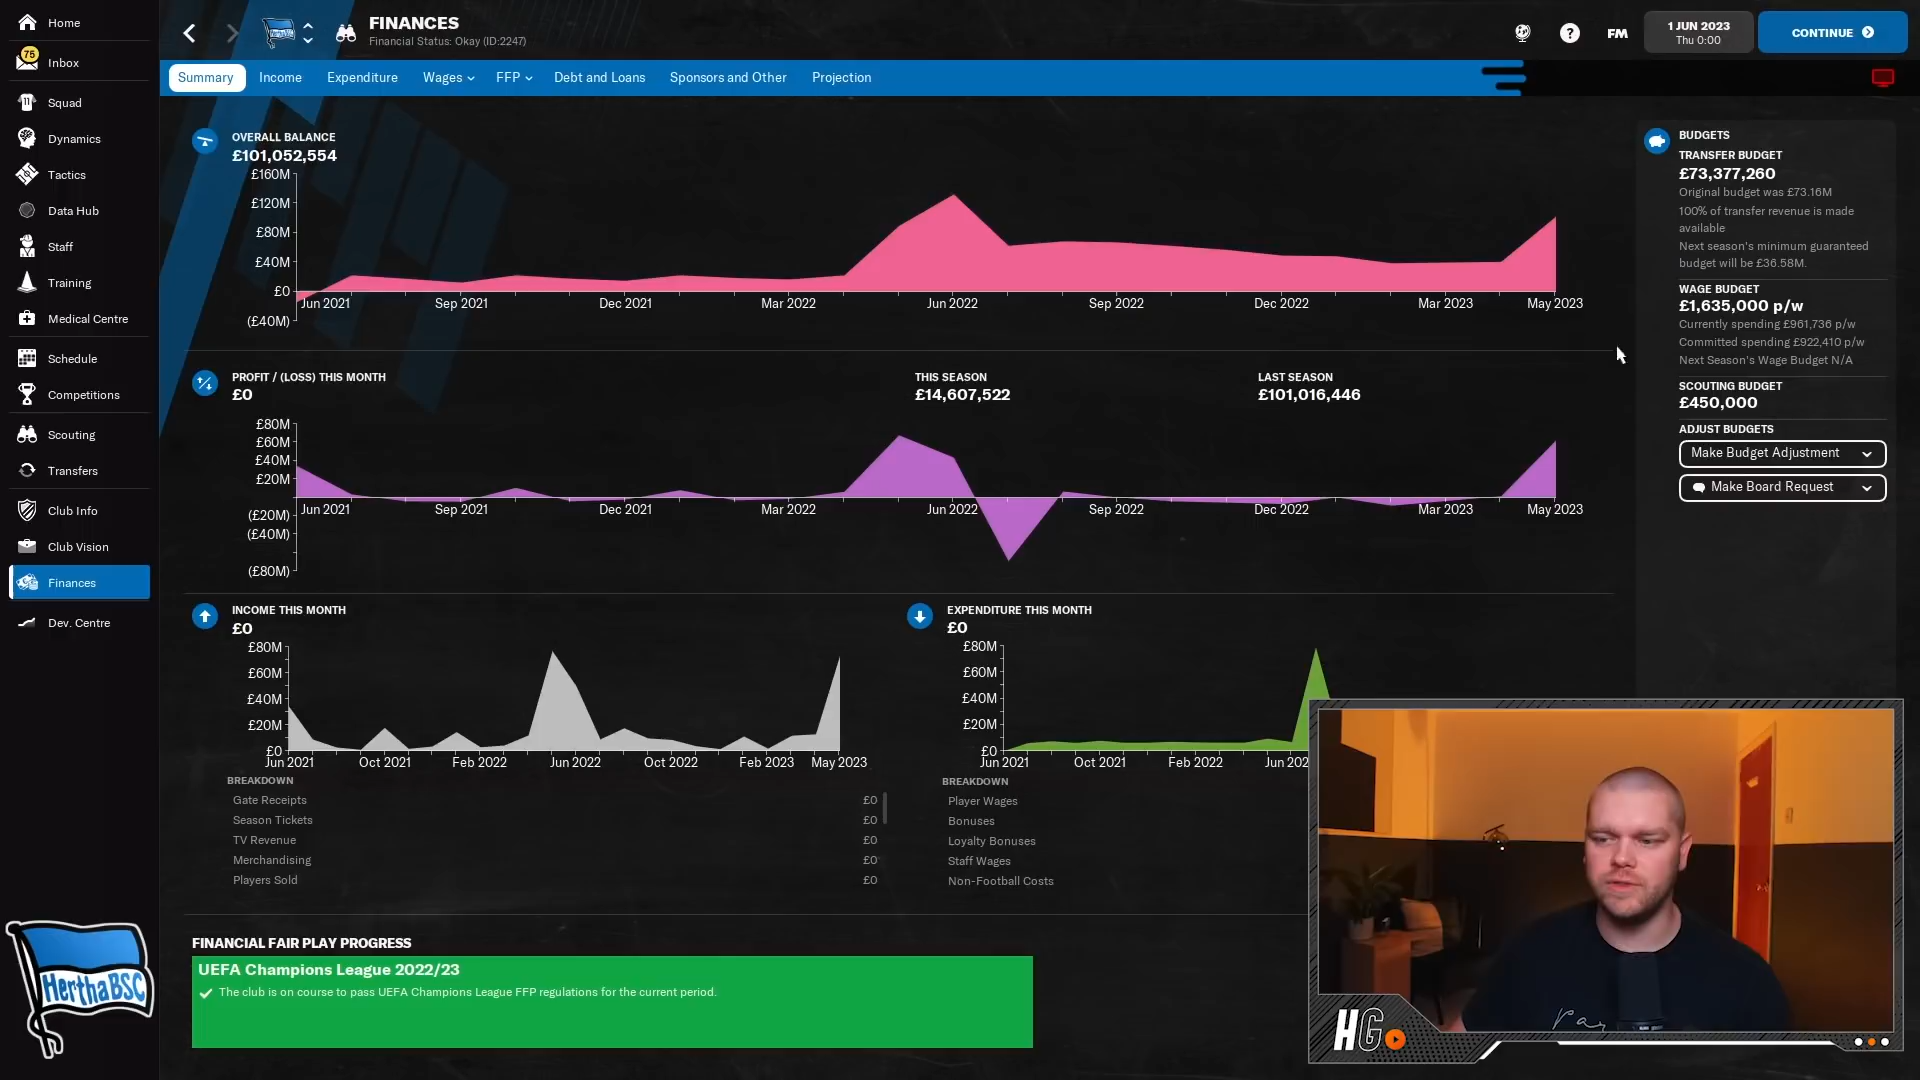 Home
75
Inbox
Squad
Dynamics
Tactics
Data Hub
Staff
Training
Medical Centre
Schedule
Competitions
Scouting
Transfers
Club Info
Club Vision
Finances
Dev. Centre
HerthaBSC
FINANCES
Financial Status: Okay (ID:2247)
FM
1 JUN 2023
Thu 0:00
CONTINUE
Summary Income Expenditure Wages FFP Debt and Loans Sponsors and Other Projection
OVERALL BALANCE
£101,052,554
£160M
£120M
£80M
£40M
£0
(£40M)
Jun 2021 Sep 2021 Dec 2021 Mar 2022 Jun 2022 Sep 2022 Dec 2022 Mar 2023 May 2023
PROFIT / (LOSS) THIS MONTH
£0
THIS SEASON
£14,607,522
LAST SEASON
£101,016,446
£80M
£60M
£40M
£20M
(£20M)
(£40M)
(£80M)
Jun 2021 Sep 2021 Dec 2021 Mar 2022 Jun 2022 Sep 2022 Dec 2022 Mar 2023 May 2023
INCOME THIS MONTH
£0
£80M
£60M
£40M
£20M
£0
Jun 2021 Oct 2021 Feb 2022 Jun 2022 Oct 2022 Feb 2023 May 2023
BREAKDOWN
Gate Receipts £0
Season Tickets £0
TV Revenue £0
Merchandising £0
Players Sold £0
EXPENDITURE THIS MONTH
£0
£80M
£60M
£40M
£20M
£0
Jun 2021 Oct 2021 Feb 2022 Jun 202
BREAKDOWN
Player Wages
Bonuses
Loyalty Bonuses
Staff Wages
Non-Football Costs
FINANCIAL FAIR PLAY PROGRESS
UEFA Champions League 2022/23
The club is on course to pass UEFA Champions League FFP regulations for the current period.
BUDGETS
TRANSFER BUDGET
£73,377,260
Original budget was £73.16M
100% of transfer revenue is made
available
Next season's minimum guaranteed
budget will be £36.58M.
WAGE BUDGET
£1,635,000 p/w
Currently spending £961,736 p/w
Committed spending £922,410 p/w
Next Season's Wage Budget N/A
SCOUTING BUDGET
£450,000
ADJUST BUDGETS
Make Budget Adjustment
Make Board Request
HG